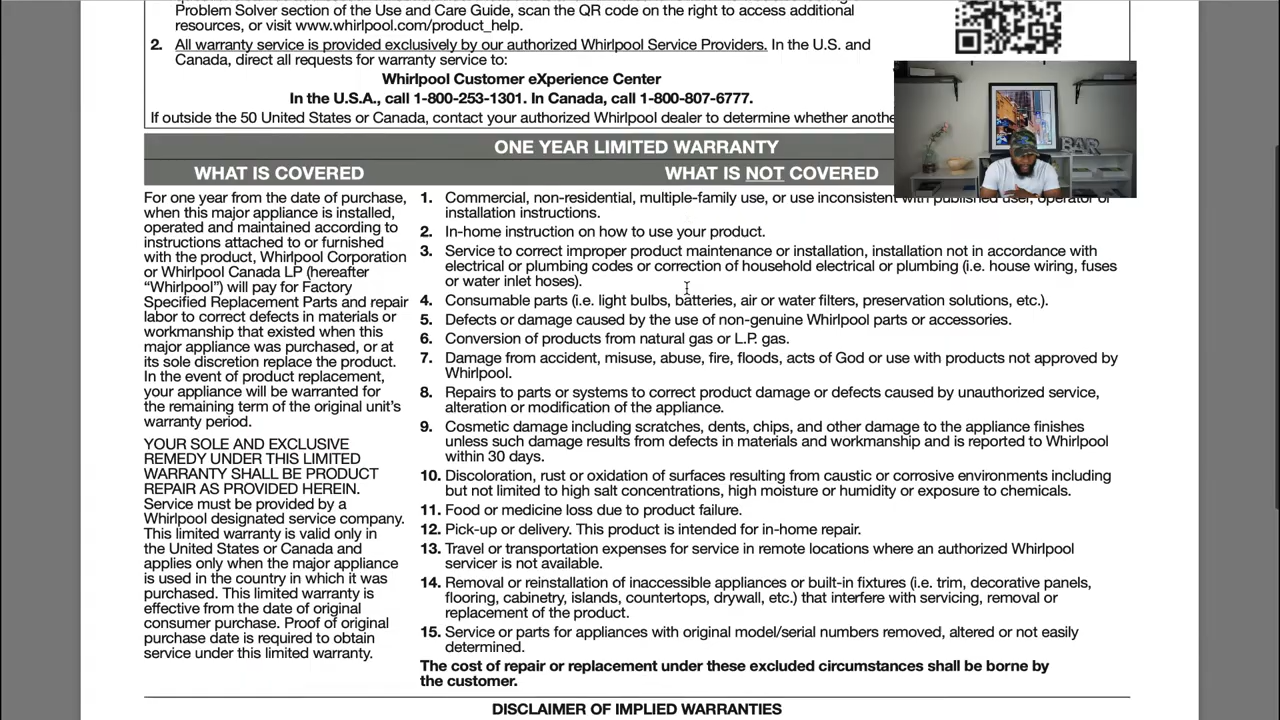 Problem Solver section of the Use and Care Guide, scan the QR code on the right to access additional
resources, or visit www.whirlpool.com/product_help.
2. All warranty service is provided exclusively by our authorized Whirlpool Service Providers. In the U.S. and
Canada, direct all requests for warranty service to:
Whirlpool Customer eXperience Center
In the U.S.A., call 1-800-253-1301. In Canada, call 1-800-807-6777.
If outside the 50 United States or Canada, contact your authorized Whirlpool dealer to determine whether
ONE YEAR LIMITED WARRANTY
WHAT IS COVERED
For one year from the date of purchase,
when this major appliance is installed,
operated and maintained according to
instructions attached to or furnished
with the product, Whirlpool Corporation
or Whirlpool Canada LP (hereafter
“Whirlpool”) will pay for Factory
Specified Replacement Parts and repair
labor to correct defects in materials or
workmanship that existed when this
major appliance was purchased, or at
its sole discretion replace the product.
In the event of product replacement,
your appliance will be warranted for
the remaining term of the original unit’s
warranty period.
YOUR SOLE AND EXCLUSIVE
REMEDY UNDER THIS LIMITED
WARRANTY SHALL BE PRODUCT
REPAIR AS PROVIDED HEREIN.
Service must be provided by a
Whirlpool designated service company.
This limited warranty is valid only in
the United States or Canada and
applies only when the major appliance
is used in the country in which it was
purchased. This limited warranty is
effective from the date of original
consumer purchase. Proof of original
purchase date is required to obtain
service under this limited warranty.
WHAT IS NOT COVERED
1. Commercial, non-residential, multiple-family use, or use inconsistent with published user, operator or
installation instructions.
2. In-home instruction on how to use your product.
3. Service to correct improper product maintenance or installation, installation not in accordance with
electrical or plumbing codes or correction of household electrical or plumbing (i.e. house wiring, fuses
or water inlet hoses).
4. Consumable parts (i.e. light bulbs, batteries, air or water filters, preservation solutions, etc.).
5. Defects or damage caused by the use of non-genuine Whirlpool parts or accessories.
6. Conversion of products from natural gas or L.P. gas.
7. Damage from accident, misuse, abuse, fire, floods, acts of God or use with products not approved by
Whirlpool.
8. Repairs to parts or systems to correct product damage or defects caused by unauthorized service,
alteration or modification of the appliance.
9. Cosmetic damage including scratches, dents, chips, and other damage to the appliance finishes
unless such damage results from defects in materials and workmanship and is reported to Whirlpool
within 30 days.
10. Discoloration, rust or oxidation of surfaces resulting from caustic or corrosive environments including
but not limited to high salt concentrations, high moisture or humidity or exposure to chemicals.
11. Food or medicine loss due to product failure.
12. Pick-up or delivery. This product is intended for in-home repair.
13. Travel or transportation expenses for service in remote locations where an authorized Whirlpool
servicer is not available.
14. Removal or reinstallation of inaccessible appliances or built-in fixtures (i.e. trim, decorative panels,
flooring, cabinetry, islands, countertops, drywall, etc.) that interfere with servicing, removal or
replacement of the product.
15. Service or parts for appliances with original model/serial numbers removed, altered or not easily
determined.
The cost of repair or replacement under these excluded circumstances shall be borne by
the customer.
DISCLAIMER OF IMPLIED WARRANTIES
BAR